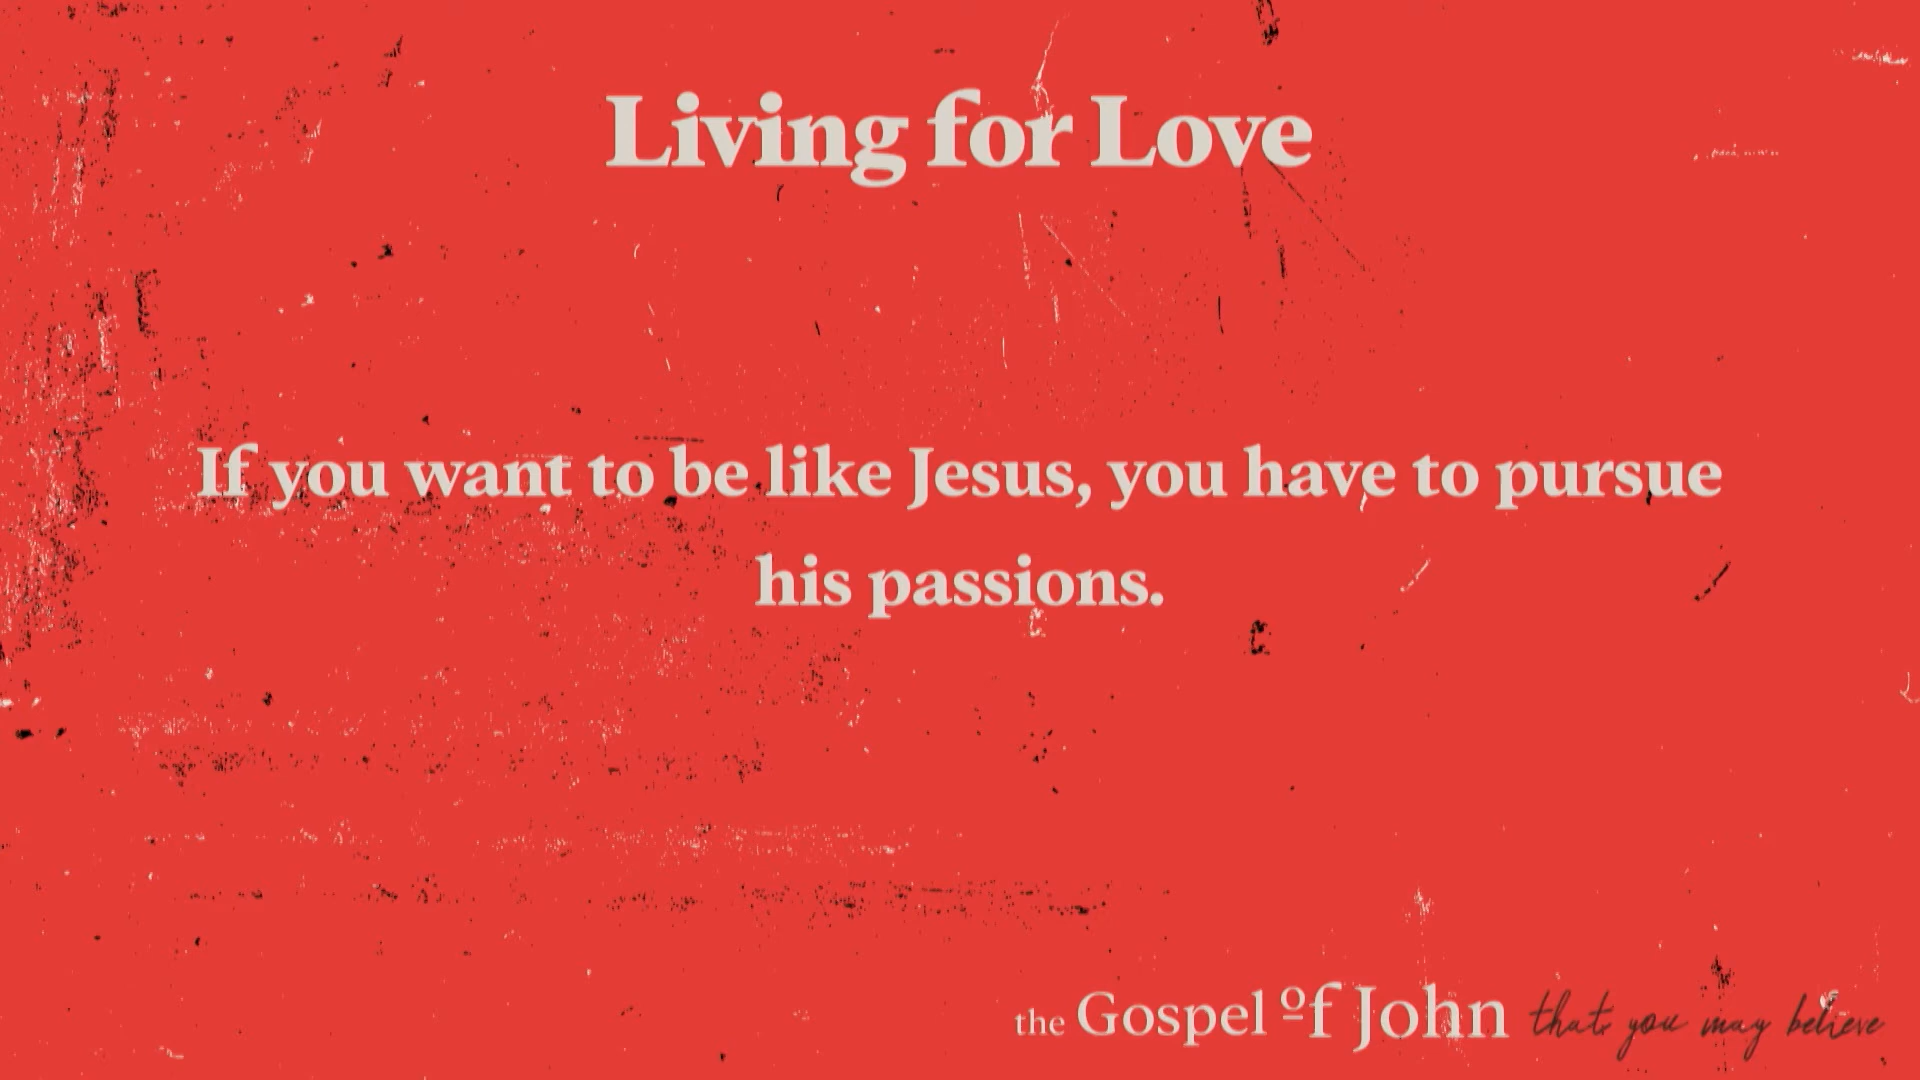 Living for Love
If you want to be like Jesus, you have to pursue
his passions.
the Gospel of John that you may believe